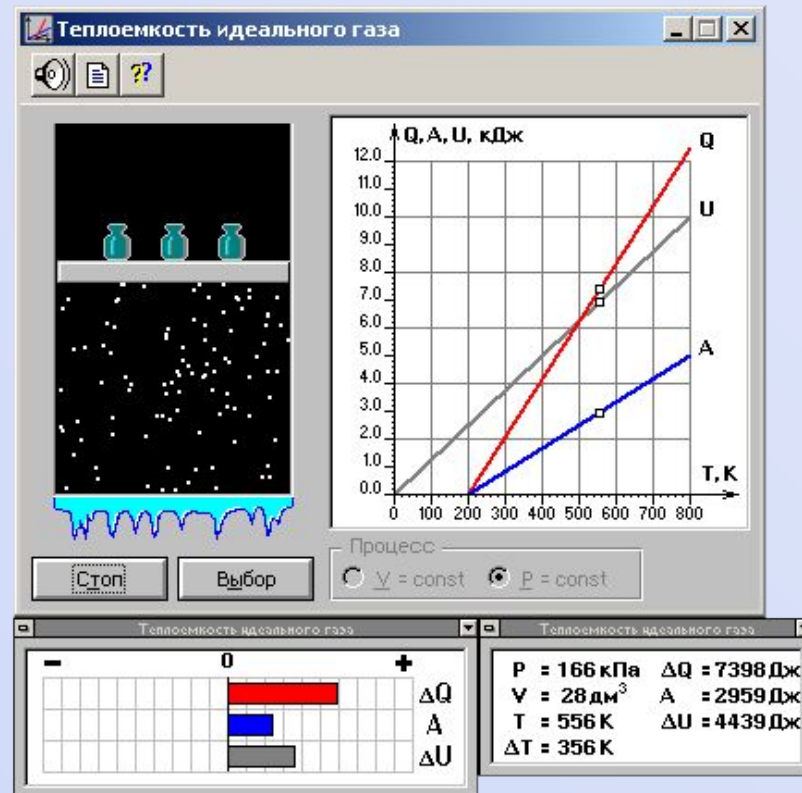 Теплоемкость идеального газа
Q, A, U, кДж
12.0
11.0
10.0
9.0
8.0
7.0
6.0
5.0
4.0
3.0
2.0
1.0
0.0
Q
U
A
T, K
0 100 200 300 400 500 600 700 800
Стоп
Выбор
Процесс
V = const P = const
Теплоемкость идеального газа
− 0 +
ΔQ
A
ΔU
Теплоемкость идеального газа
P = 166 кПа ΔQ = 7398 Дж
V = 28 дм³ A = 2959 Дж
T = 556 K ΔU = 4439 Дж
ΔT = 356 K